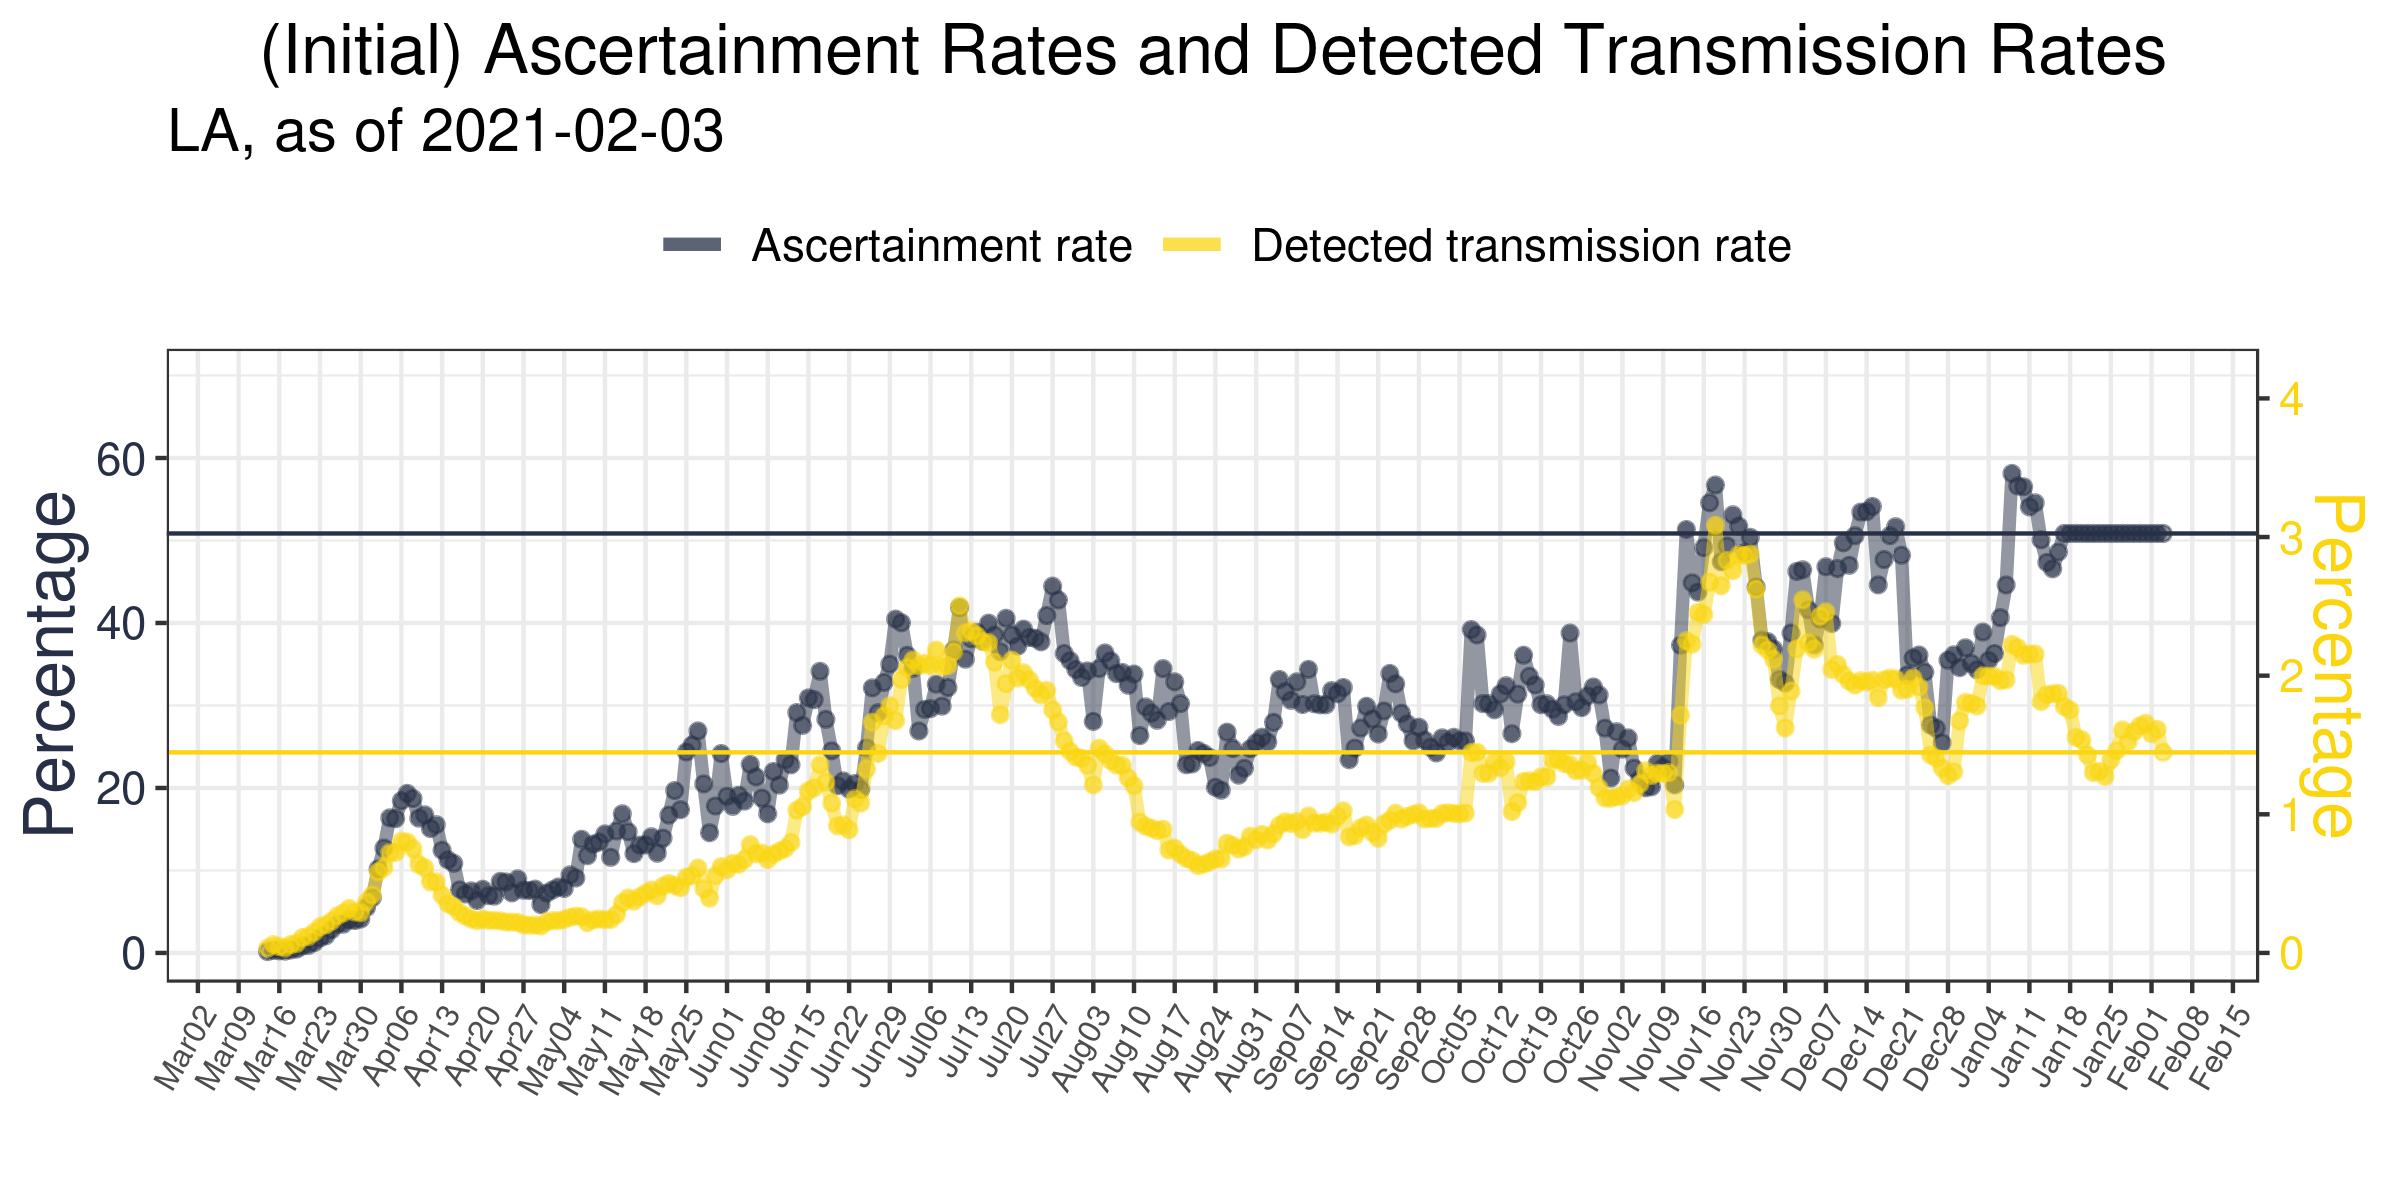 (Initial) Ascertainment Rates and Detected Transmission Rates
LA, as of 2021-02-03
Ascertainment rate Detected transmission rate
Percentage
60
40
20
0
4
3
2
1
0
Percentage
Mar02 Mar09 Mar16 Mar23 Mar30 Apr06 Apr13 Apr20 Apr27 May04 May11 May18 May25 Jun01 Jun08 Jun15 Jun22 Jun29 Jul06 Jul13 Jul20 Jul27 Aug03 Aug10 Aug17 Aug24 Aug31 Sep07 Sep14 Sep21 Sep28 Oct05 Oct12 Oct19 Oct26 Nov02 Nov09 Nov16 Nov23 Nov30 Dec07 Dec14 Dec21 Dec28 Jan04 Jan11 Jan18 Jan25 Feb01 Feb08 Feb15